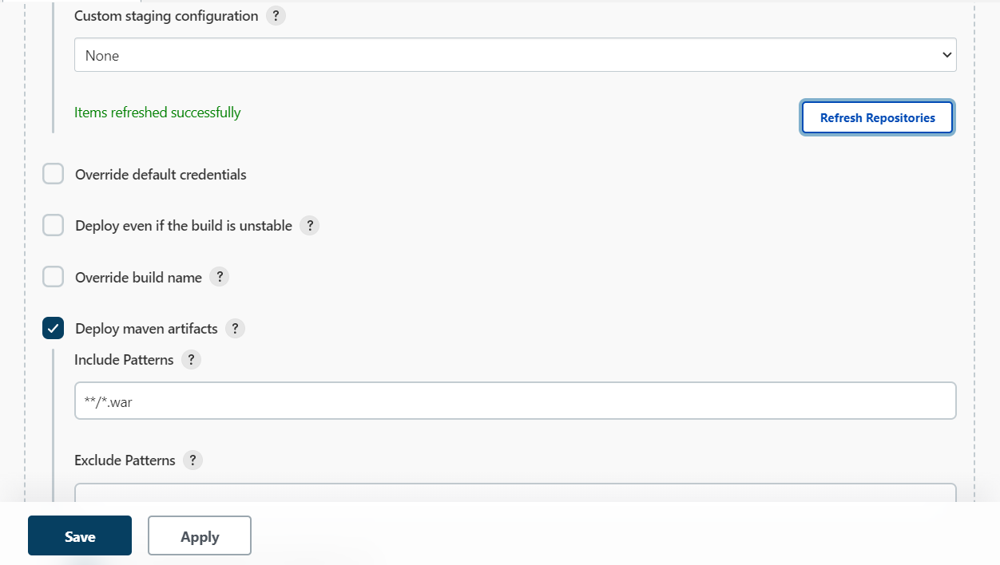 Custom staging configuration ?
None
Items refreshed successfully
Refresh Repositories
Override default credentials
Deploy even if the build is unstable ?
Override build name ?
Deploy maven artifacts ?
Include Patterns ?
**/*.war
Exclude Patterns ?
Save
Apply